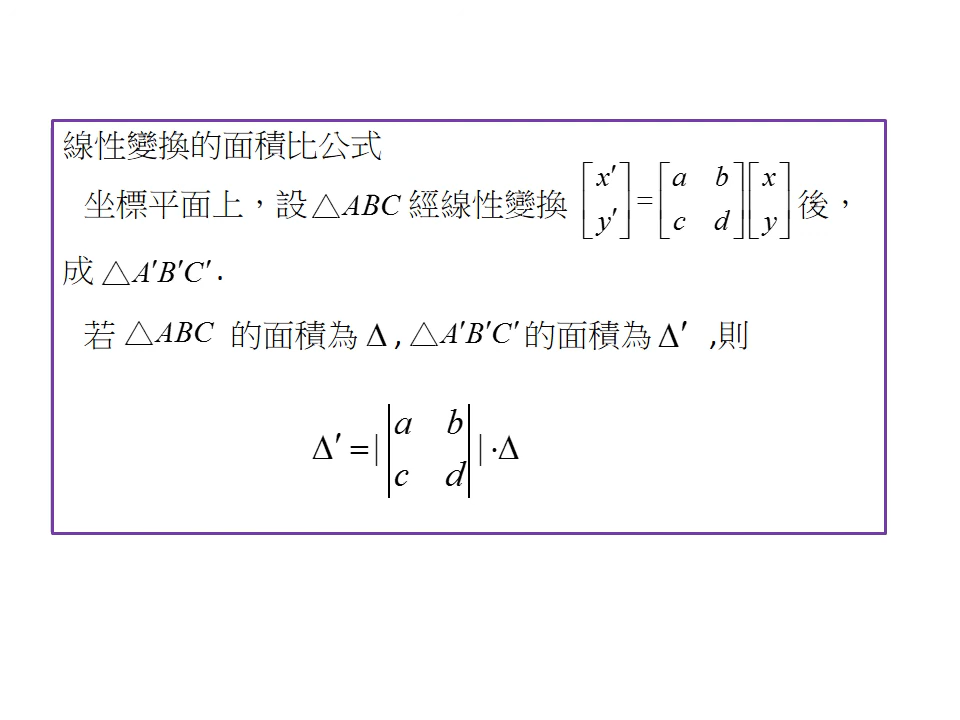 線性變換的面積比公式
坐標平面上，設△ABC 經線性變換 [x′ y′] = [a b c d][x y] 後，
成 △A′B′C′ .
若 △ABC 的面積為 Δ , △A′B′C′ 的面積為 Δ′ ,則
Δ′ = | |a b c d| | ·Δ